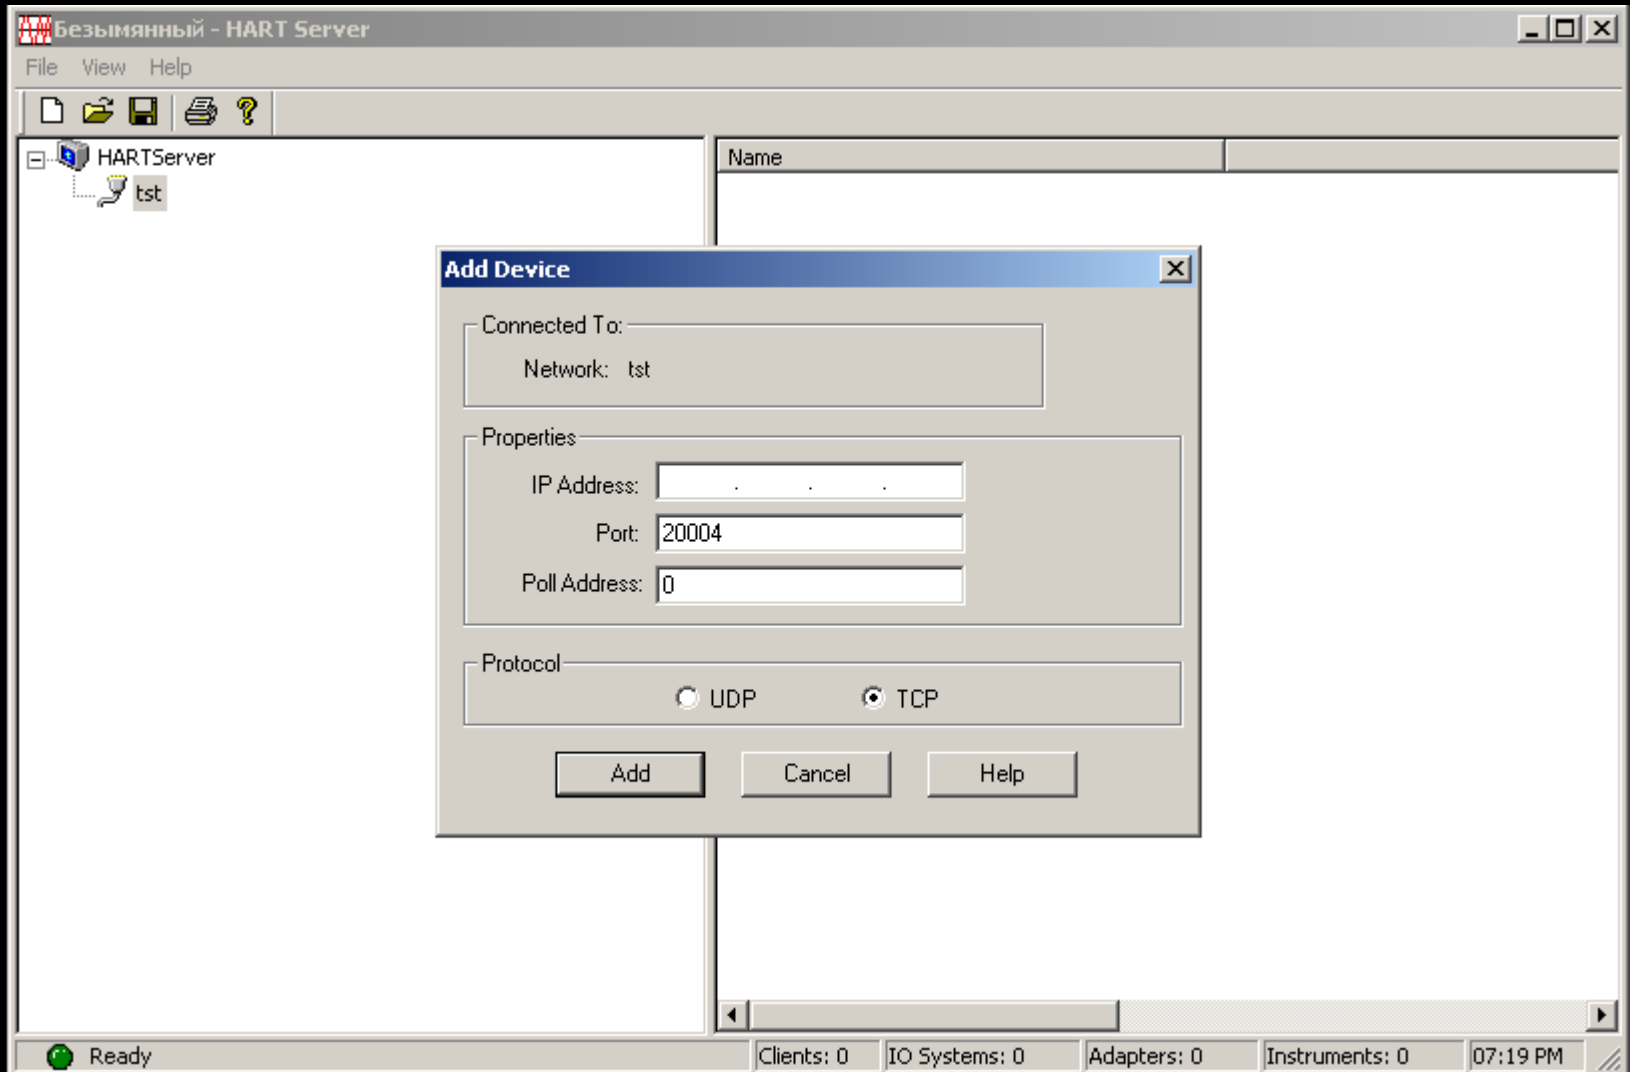 Безымянный - HART Server
File View Help
HARTServer
tst
Name
Add Device
Connected To:
Network: tst
Properties
IP Address: . . .
Port: 20004
Poll Address: 0
Protocol
UDP TCP
Add Cancel Help
Ready Clients: 0 IO Systems: 0 Adapters: 0 Instruments: 0 07:19 PM